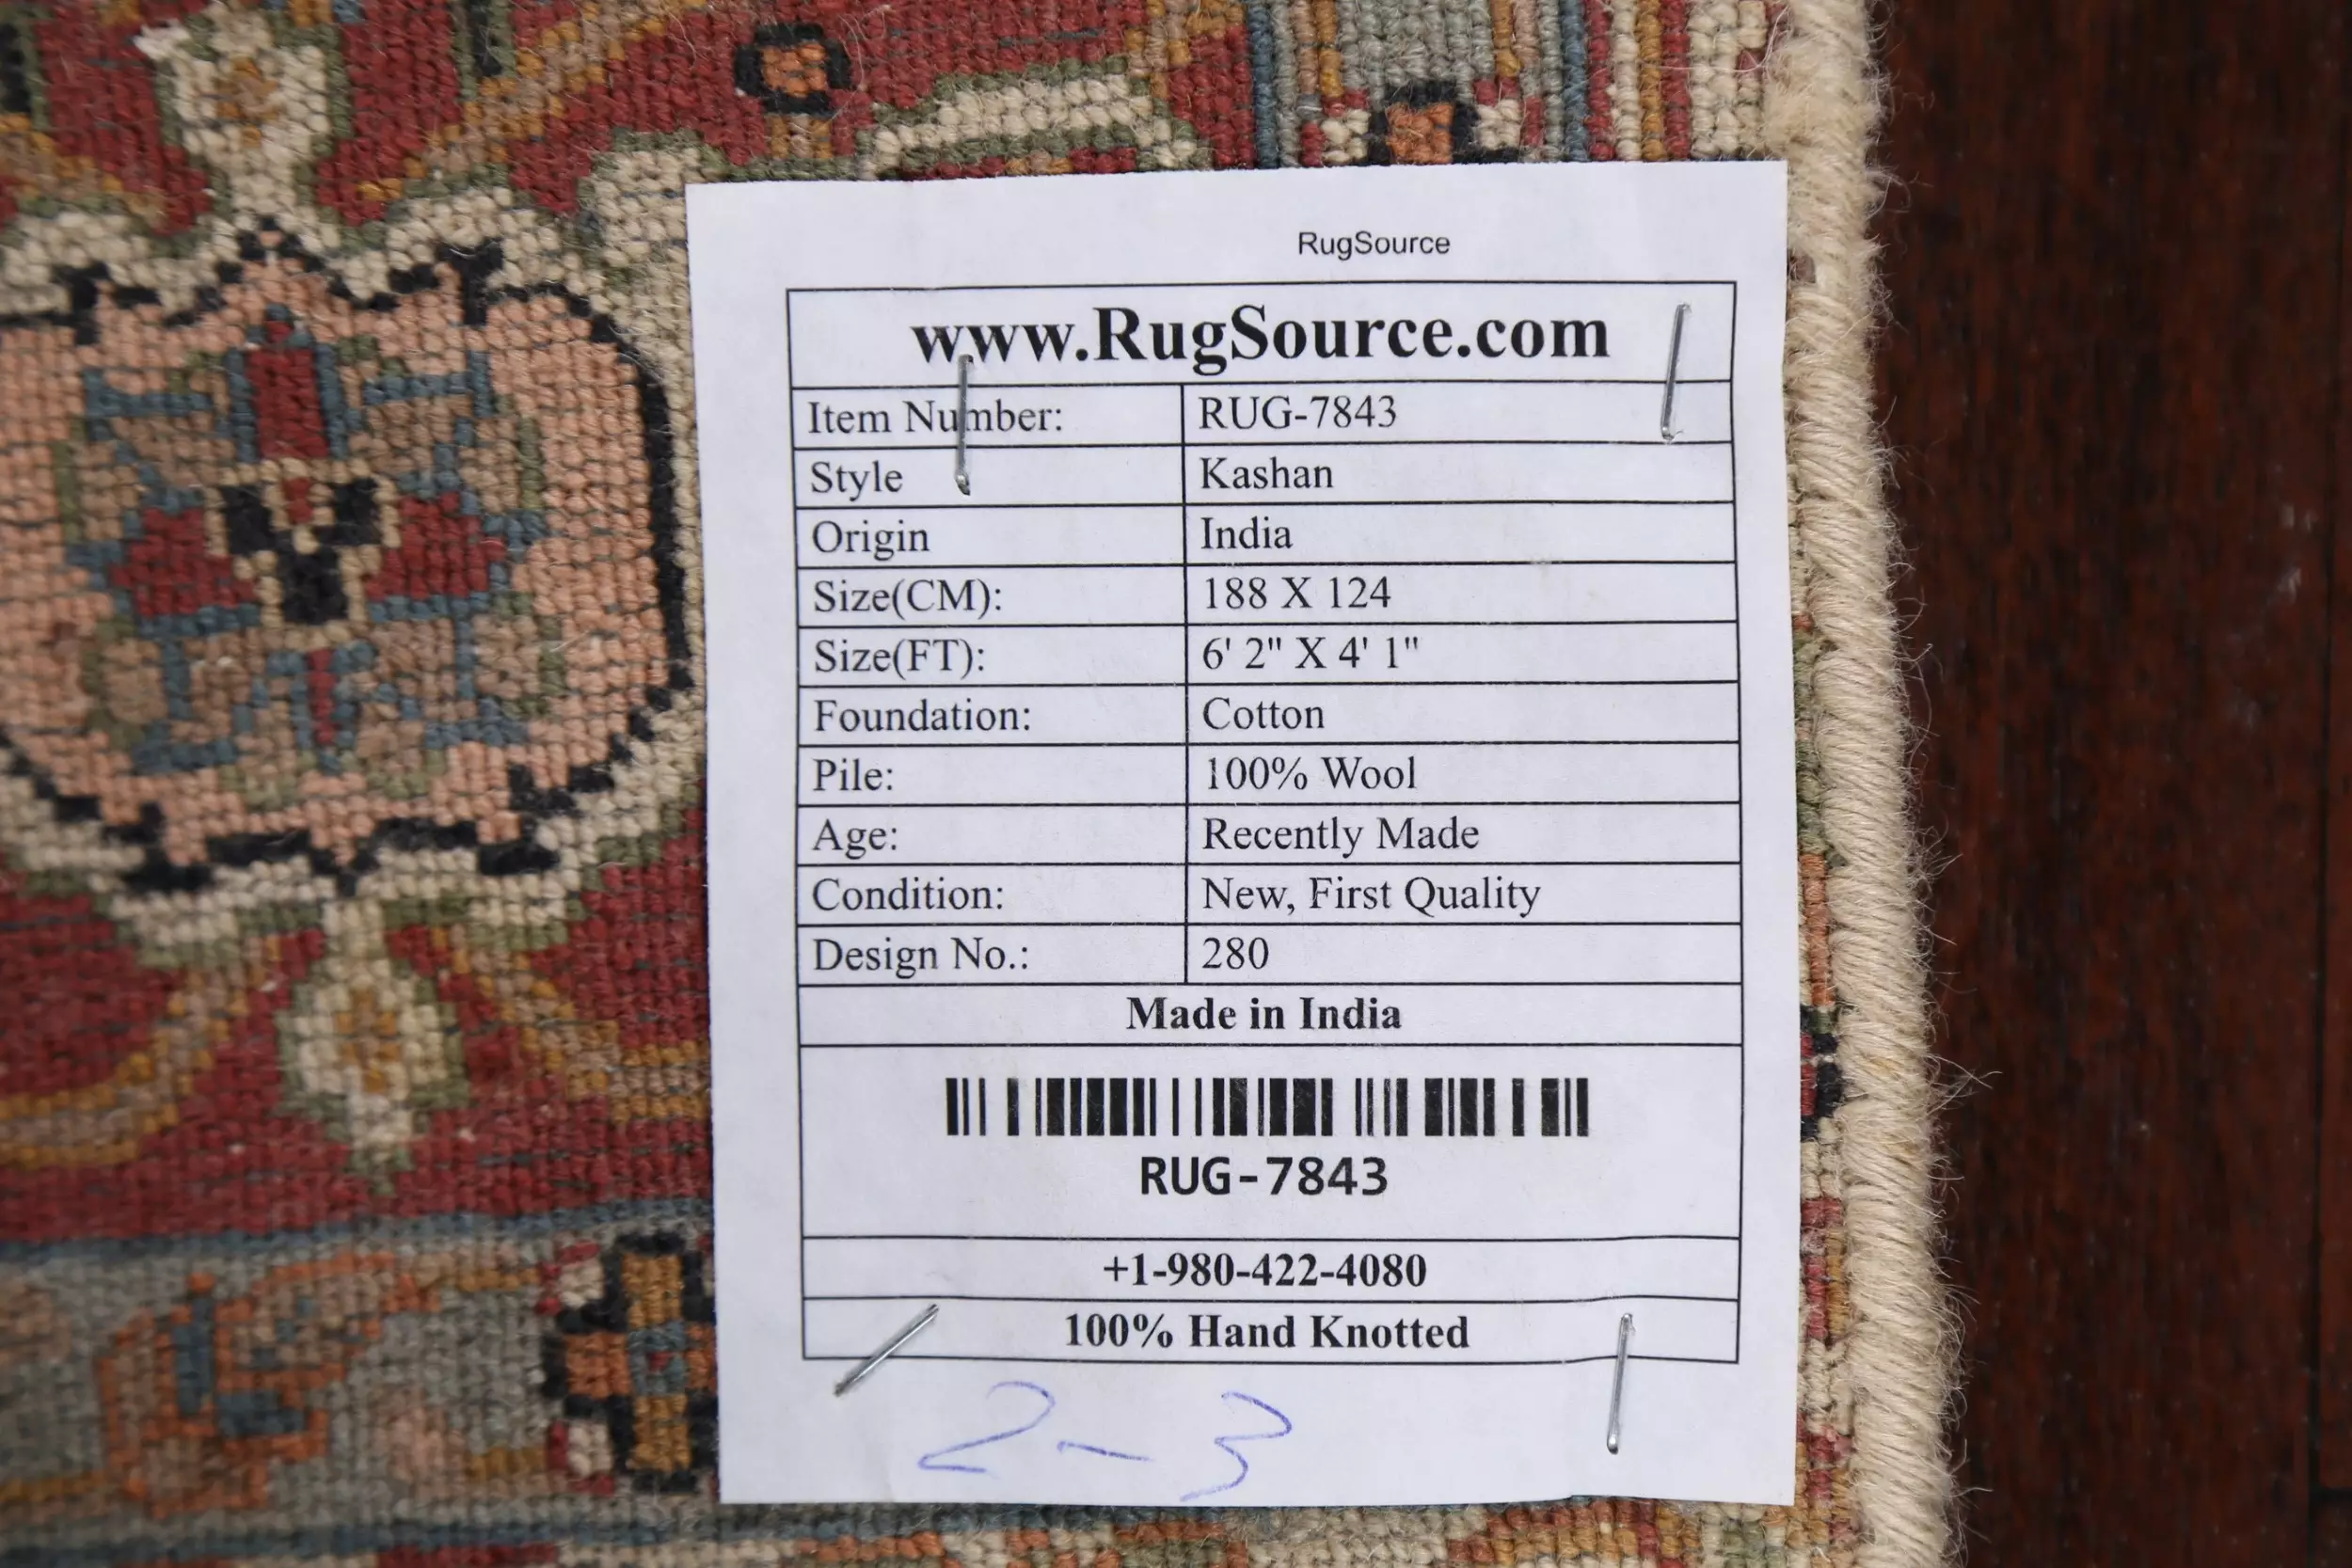 RugSource
www.RugSource.com
Item Number: RUG-7843
Style Kashan
Origin India
Size(CM): 188 X 124
Size(FT): 6' 2" X 4' 1"
Foundation: Cotton
Pile: 100% Wool
Age: Recently Made
Condition: New, First Quality
Design No.: 280
Made in India
RUG-7843
+1-980-422-4080
100% Hand Knotted
2-3